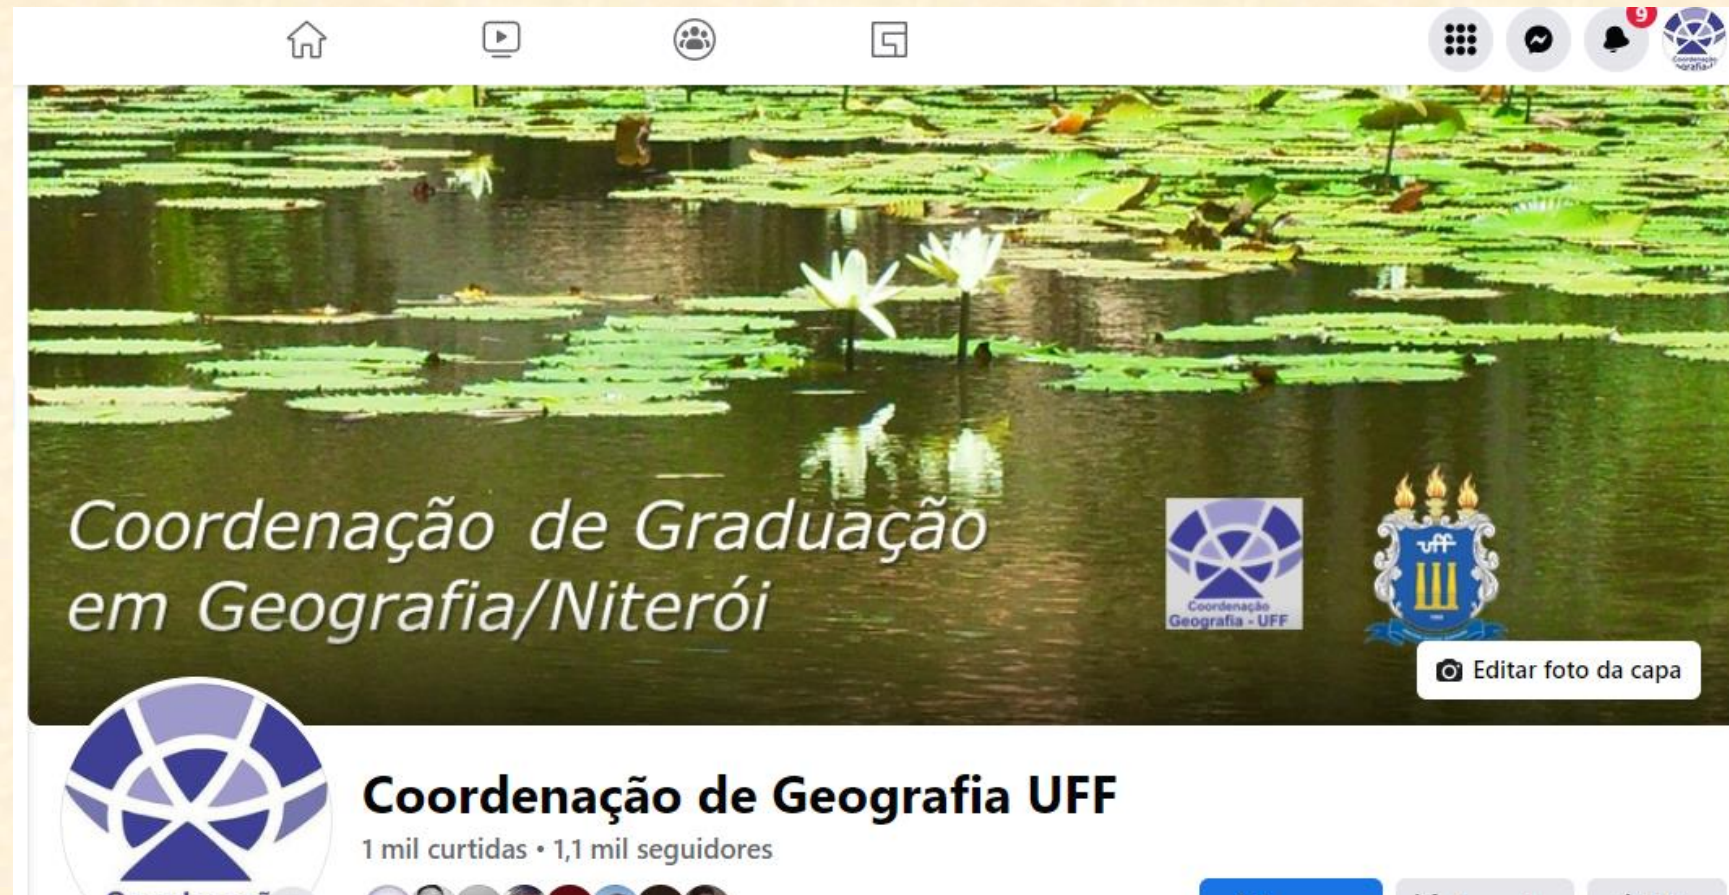 9
Coordenação de Graduação
em Geografia/Niterói
Coordenação
Geografia - UFF
uff
Editar foto da capa
Coordenação de Geografia UFF
1 mil curtidas • 1,1 mil seguidores